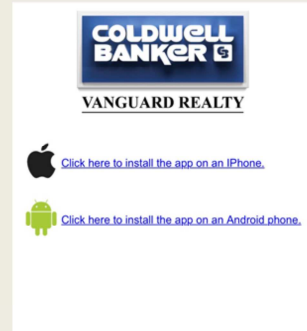 COLDWELL
BANKER CB
VANGUARD REALTY
Click here to install the app on an IPhone.
Click here to install the app on an Android phone.